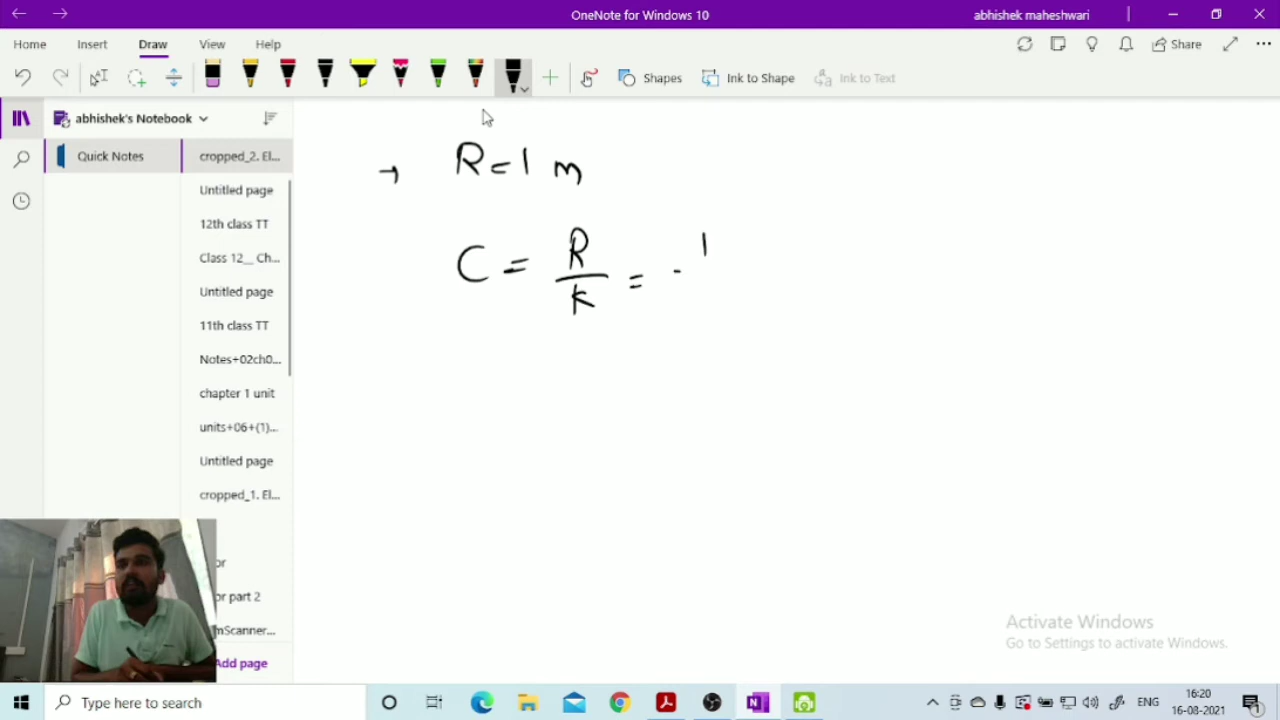 OneNote for Windows 10
abhishek maheshwari
Home Insert Draw View Help
Share
Shapes
Ink to Shape
Ink to Text
abhishek's Notebook
Quick Notes
cropped_2. El...
Untitled page
12th class TT
Class 12__ Ch...
Untitled page
11th class TT
Notes+02ch0...
chapter 1 unit
units+06+(1)...
Untitled page
cropped_1. El...
or
or part 2
mScanner...
Add page
→ R = 1 m
C = R/K = 1
Activate Windows
Go to Settings to activate Windows.
Type here to search
ENG
16:20
16-08-2021
1